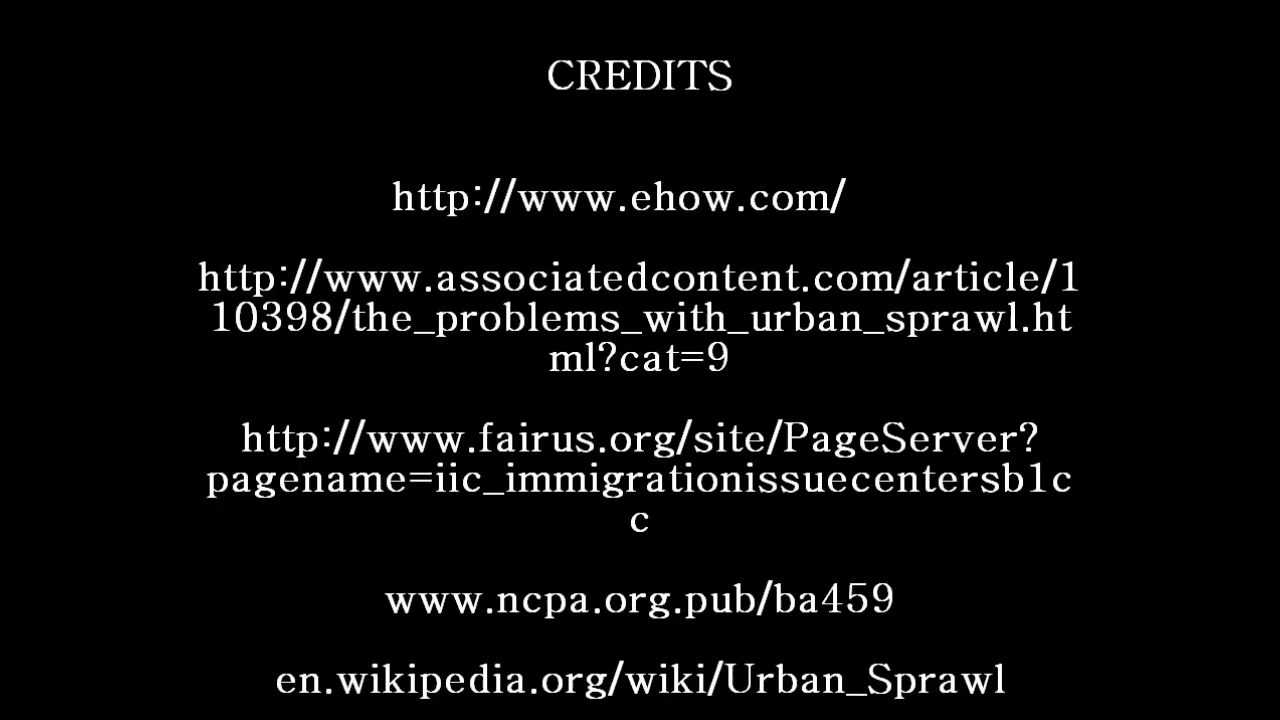 CREDITS
http://www.ehow.com/
http://www.associatedcontent.com/article/1
10398/the_problems_with_urban_sprawl.ht
ml?cat=9
http://www.fairus.org/site/PageServer?
pagename=iic_immigrationissuecentersb1c
c
www.ncpa.org.pub/ba459
en.wikipedia.org/wiki/Urban_Sprawl